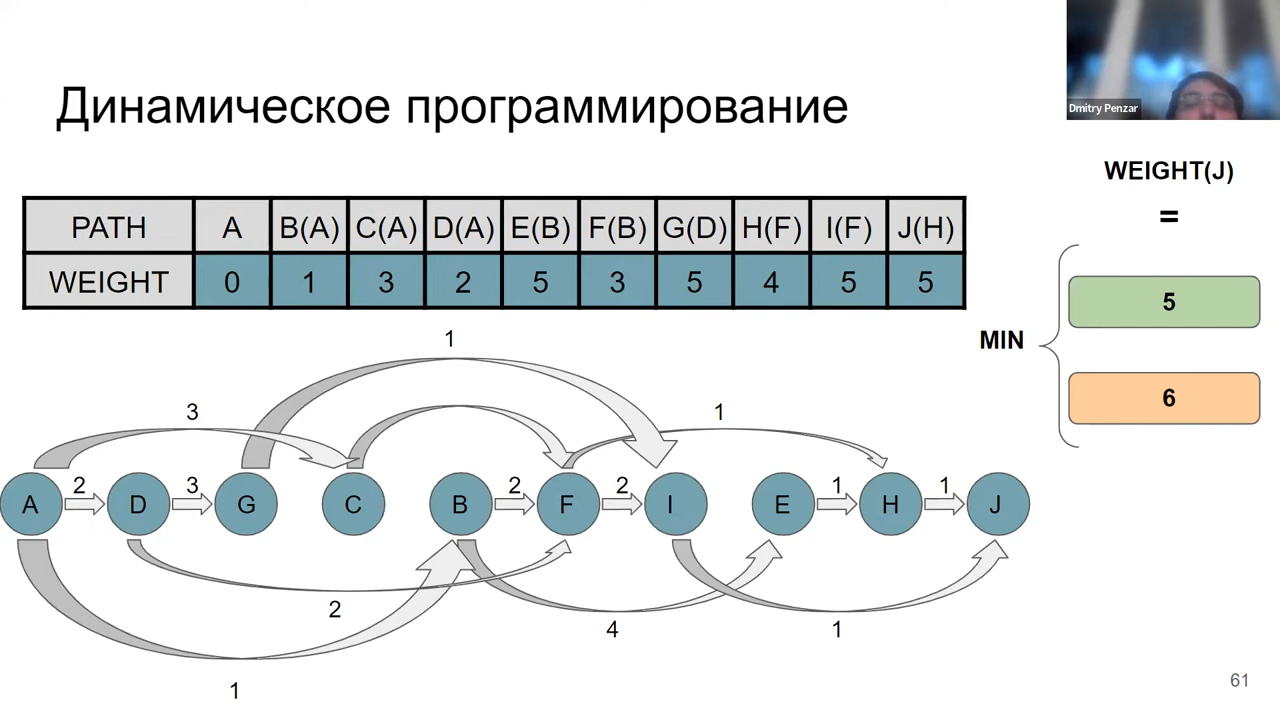 Dmitry Penzar
Динамическое программирование
WEIGHT(J)
=
PATH A B(A) C(A) D(A) E(B) F(B) G(D) H(F) I(F) J(H)
WEIGHT 0 1 3 2 5 3 5 4 5 5
5
MIN
6
1
3 1
2 3 2 2 1 1
A D G C B F I E H J
2
4 1
1
61